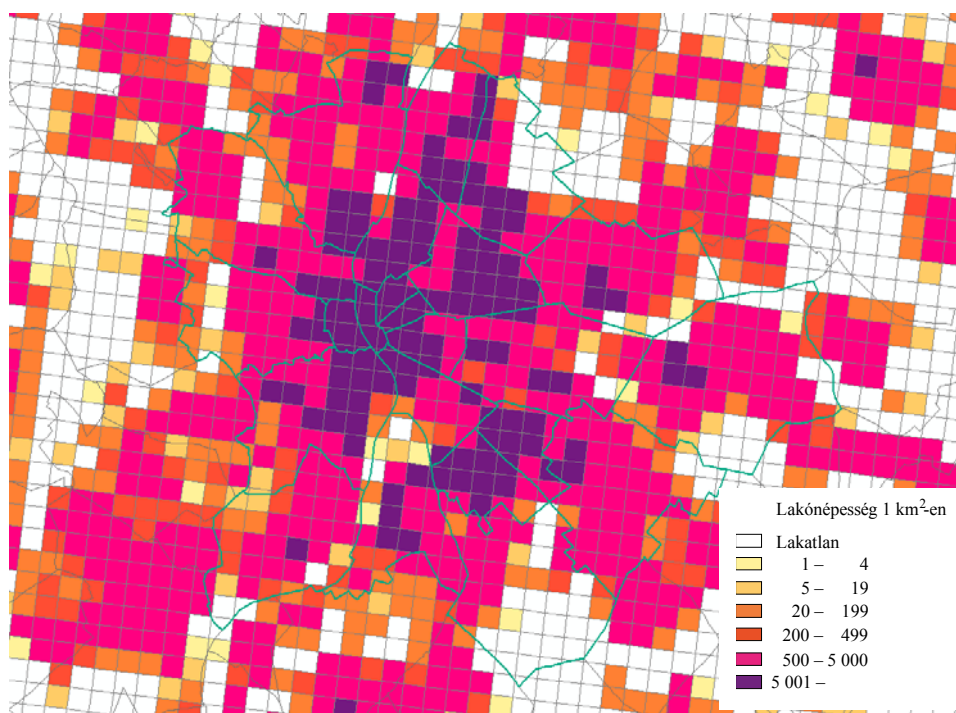 Lakónépesség 1 km²-en
Lakatlan
1 – 4
5 – 19
20 – 199
200 – 499
500 – 5 000
5 001 –